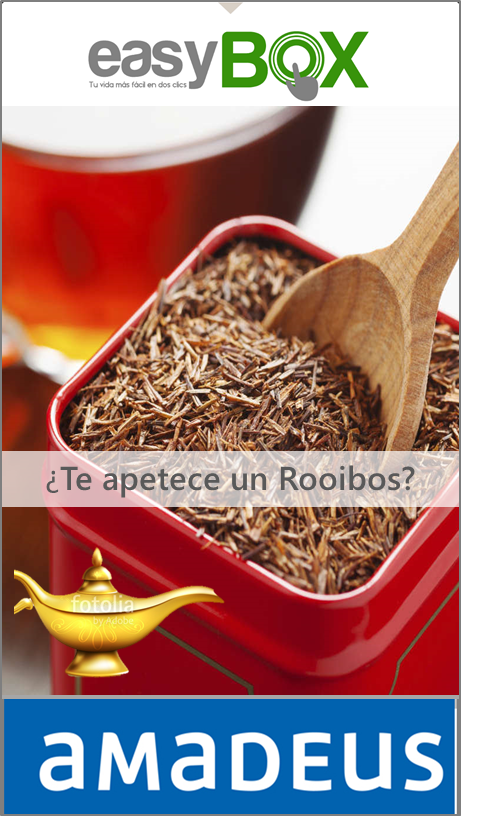 easyBOX
Tu vida más fácil en dos clics
¿Te apetece un Rooibos?
fotolia
by Adobe
aMaDEUS